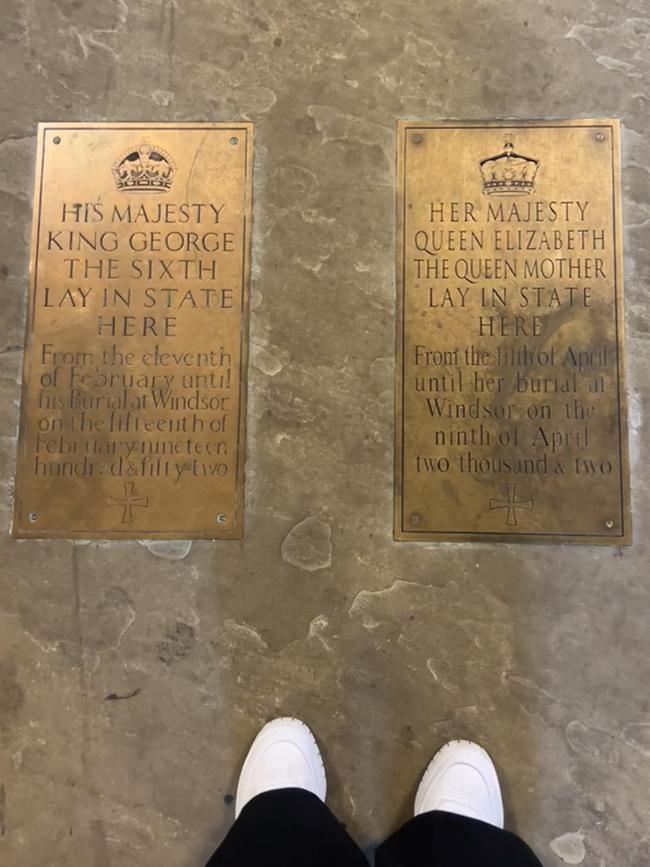 HIS MAJESTY
KING GEORGE
THE SIXTH
LAY IN STATE
HERE
From the eleventh
of February until
his Burial at Windsor
on the fifteenth of
February nineteen
hundred & fifty-two
HER MAJESTY
QUEEN ELIZABETH
THE QUEEN MOTHER
LAY IN STATE
HERE
From the fifth of April
until her burial at
Windsor on the
ninth of April
two thousand & two